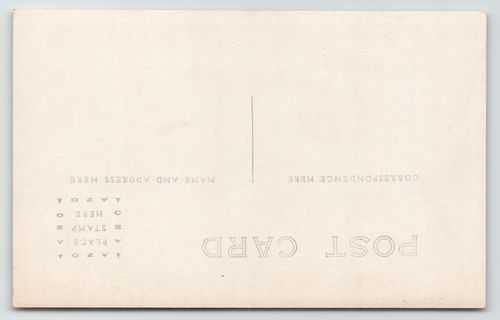 POST CARD
CORRESPONDENCE HERE
NAME AND ADDRESS HERE
PLACE
STAMP
HERE